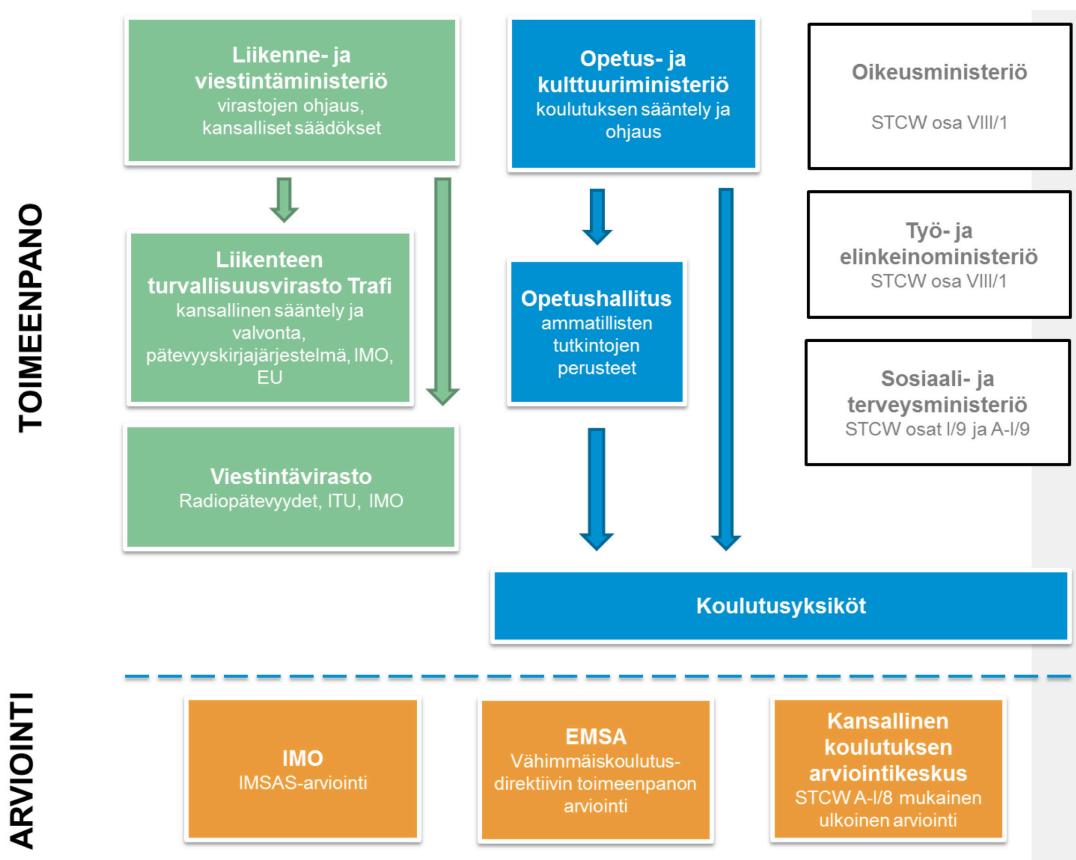 TOIMEENPANO
Liikenne- ja
viestintäministeriö
virastojen ohjaus,
kansalliset säädökset
Liikenteen
turvallisuusvirasto Trafi
kansallinen sääntely ja
valvonta,
pätevyyskirjajärjestelmä, IMO,
EU
Viestintävirasto
Radiopätevyydet, ITU, IMO
Opetus- ja
kulttuuriministeriö
koulutuksen sääntely ja
ohjaus
Opetushallitus
ammatillisten
tutkintojen
perusteet
Oikeusministeriö
STCW osa VIII/1
Työ- ja
elinkeinoministeriö
STCW osa VIII/1
Sosiaali- ja
terveysministeriö
STCW osat I/9 ja A-I/9
Koulutusyksiköt
ARVIOINTI
IMO
IMSAS-arviointi
EMSA
Vähimmäiskoulutus-
direktiivin toimeenpanon
arviointi
Kansallinen
koulutuksen
arviointikeskus
STCW A-I/8 mukainen
ulkoinen arviointi